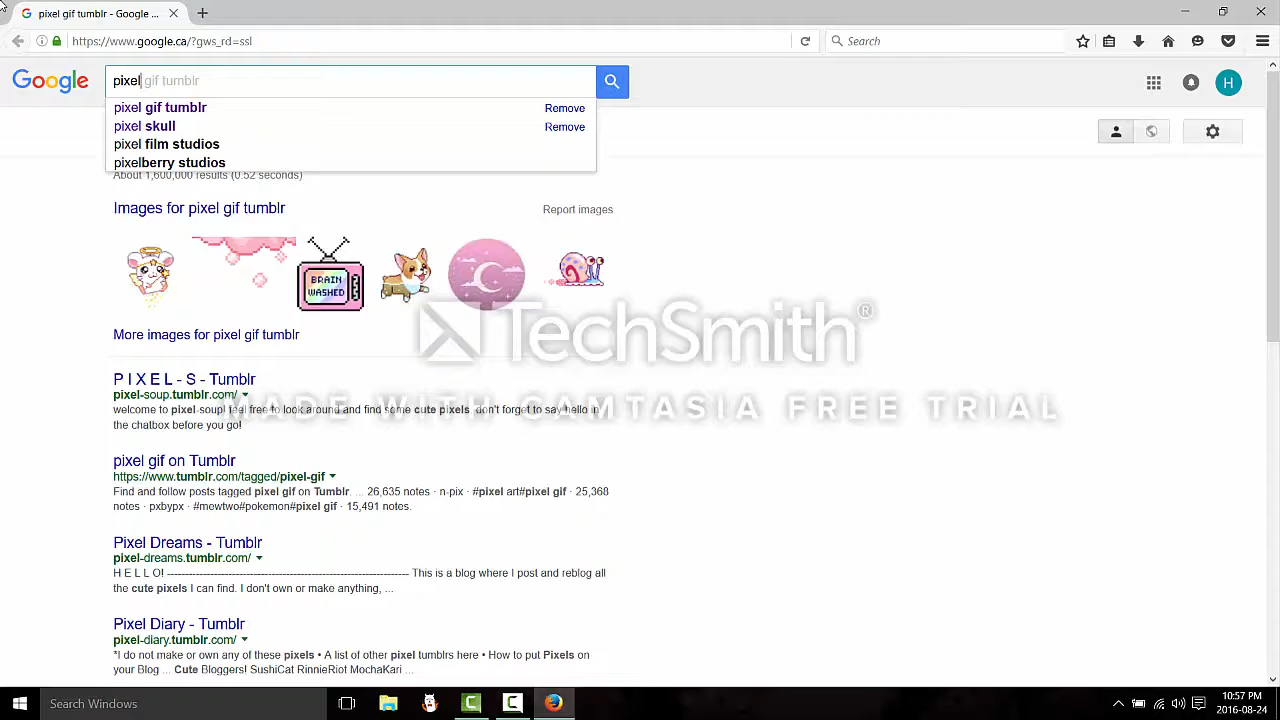 pixel gif tumblr - Google ...
https://www.google.ca/?gws_rd=ssl
Search
Google
pixel gif tumblr
H
pixel gif tumblr Remove
pixel skull Remove
pixel film studios
pixelberry studios
About 1,600,000 results (0.52 seconds)
Images for pixel gif tumblr
Report images
BRAIN
WASHED
TechSmith®
More images for pixel gif tumblr
P I X E L - S - Tumblr
pixel-soup.tumblr.com/
MADE WITH CAMTASIA FREE TRIAL
welcome to pixel-soup! feel free to look around and find some cute pixels, don't forget to say hello in
the chatbox before you go!
pixel gif on Tumblr
https://www.tumblr.com/tagged/pixel-gif
Find and follow posts tagged pixel gif on Tumblr. ... 26,635 notes · n-pix · #pixel art#pixel gif · 25,368
notes · pxbypx · #mewtwo#pokemon#pixel gif · 15,491 notes.
Pixel Dreams - Tumblr
pixel-dreams.tumblr.com/
H E L L O! ---------------------------------------------------------------- This is a blog where I post and reblog all
the cute pixels I can find. I don't own or make anything, ...
Pixel Diary - Tumblr
pixel-diary.tumblr.com/
*I do not make or own any of these pixels • A list of other pixel tumblrs here • How to put Pixels on
your Blog ... Cute Bloggers! SushiCat RinnieRiot MochaKari ...
Search Windows
10:57 PM
2016-08-24